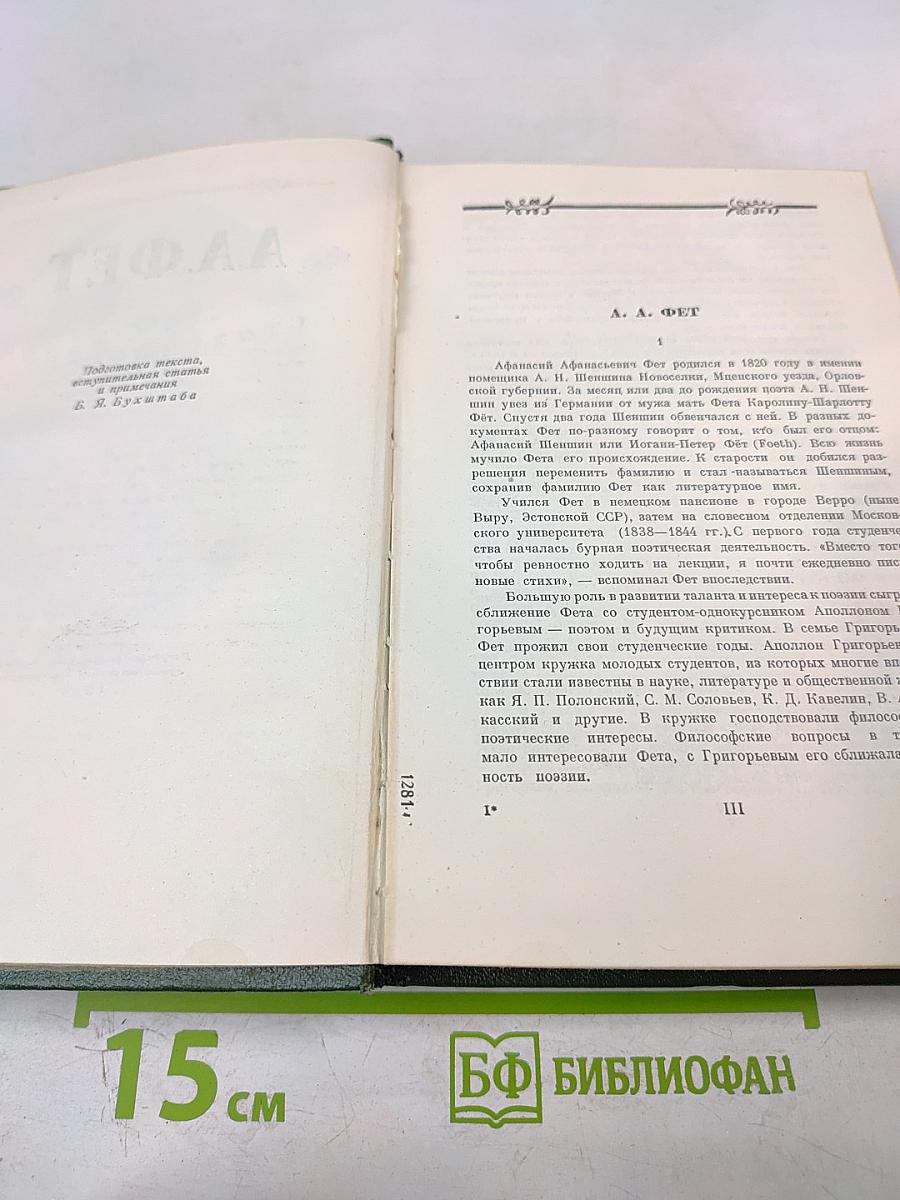 Подготовка текста,
вступительная статья
и примечания
Б. Я. Бухштаба
А. А. ФЕТ
1
Афанасий Афанасьевич Фет родился в 1820 году в имении
помещика А. Н. Шеншина Новоселки, Мценского уезда, Орлов-
ской губернии. За месяц или два до рождения поэта А. Н. Шен-
шин увез из Германии от мужа мать Фета Каролину-Шарлотту
Фёт. Спустя два года Шеншин обвенчался с ней. В разных до-
кументах Фет по-разному говорит о том, кто был его отцом:
Афанасий Шеншин или Иоганн-Петер Фёт (Foeth). Всю жизнь
мучило Фета его происхождение. К старости он добился раз-
решения переменить фамилию и стал называться Шеншиным,
сохранив фамилию Фет как литературное имя.
Учился Фет в немецком пансионе в городе Верро (ныне
Выру, Эстонской ССР), затем на словесном отделении Москов-
ского университета (1838—1844 гг.). С первого года студенче
ства началась бурная поэтическая деятельность. «Вместо того
чтобы ревностно ходить на лекции, я почти ежедневно пис
новые стихи», — вспоминал Фет впоследствии.
Большую роль в развитии таланта и интереса к поэзии сыгр
сближение Фета со студентом-однокурсником Аполлоном
горьевым — поэтом и будущим критиком. В семье Григорь
Фет прожил свои студенческие годы. Аполлон Григорьев
центром кружка молодых студентов, из которых многие вп
ствии стали известны в науке, литературе и общественной
как Я. П. Полонский, С. М. Соловьев, К. Д. Кавелин, В.
касский и другие. В кружке господствовали филосо
поэтические интересы. Философские вопросы в т
мало интересовали Фета, с Григорьевым его сближала
ность поэзии.
I*
III
1281
15 см
БФ БИБЛИОФАН